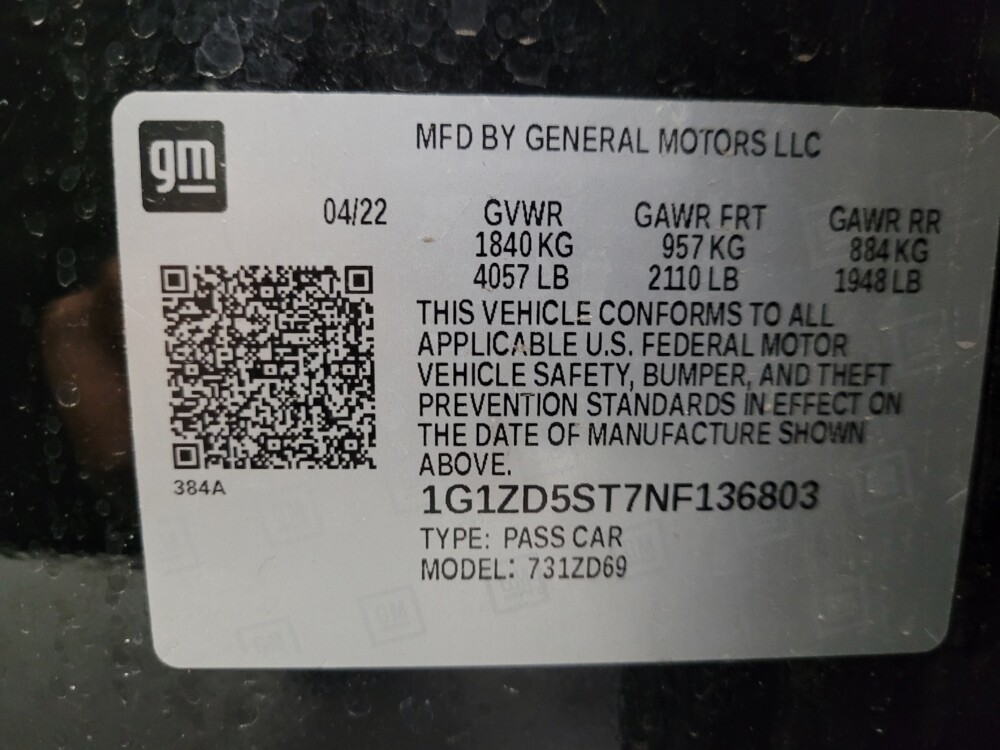 gm
MFD BY GENERAL MOTORS LLC
04/22
GVWR GAWR FRT GAWR RR
1840 KG 957 KG 884 KG
4057 LB 2110 LB 1948 LB
THIS VEHICLE CONFORMS TO ALL
APPLICABLE U.S. FEDERAL MOTOR
VEHICLE SAFETY, BUMPER, AND THEFT
PREVENTION STANDARDS IN EFFECT ON
THE DATE OF MANUFACTURE SHOWN
ABOVE.
384A
1G1ZD5ST7NF136803
TYPE: PASS CAR
MODEL: 731ZD69